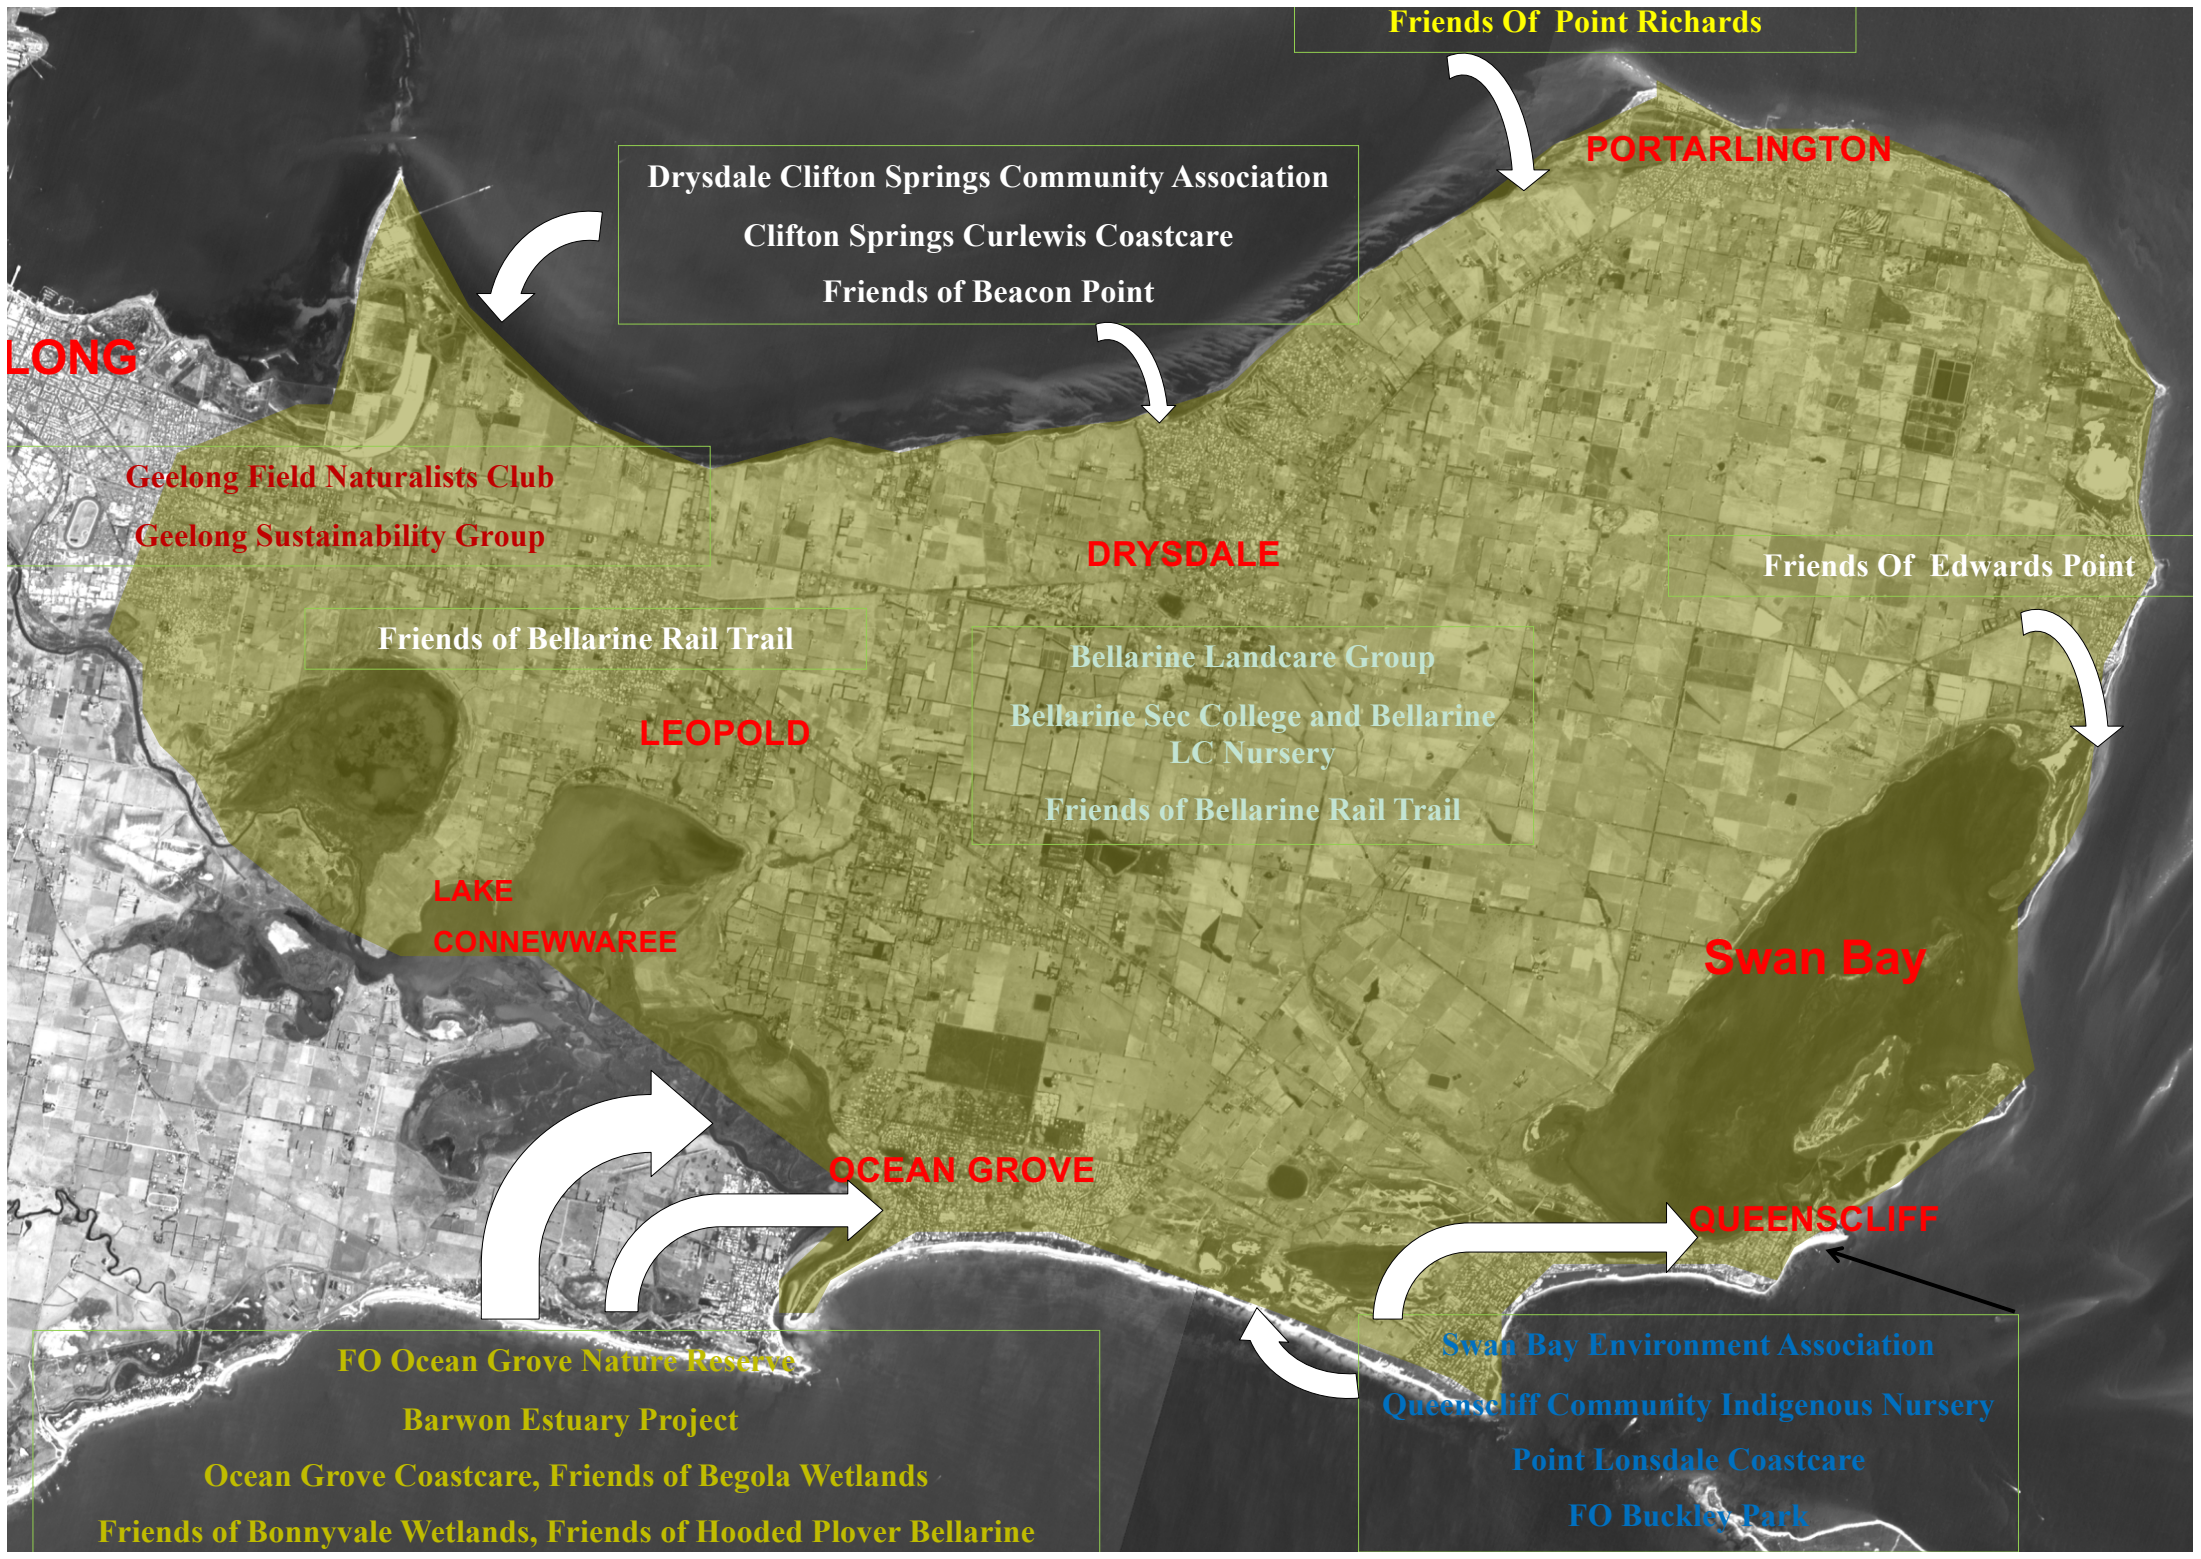 Friends Of  Point Richards
PORTARLINGTON
Drysdale Clifton Springs Community Association
Clifton Springs Curlewis Coastcare
Friends of Beacon Point
LONG
Geelong Field Naturalists Club
Geelong Sustainability Group
DRYSDALE
Friends Of  Edwards Point
Friends of Bellarine Rail Trail
Bellarine Landcare Group
Bellarine Sec College and Bellarine
LC Nursery
Friends of Bellarine Rail Trail
LEOPOLD
LAKE
CONNEWWAREE
Swan Bay
OCEAN GROVE
QUEENSCLIFF
FO Ocean Grove Nature Reserve
Barwon Estuary Project
Ocean Grove Coastcare, Friends of Begola Wetlands
Friends of Bonnyvale Wetlands, Friends of Hooded Plover Bellarine
Swan Bay Environment Association
Queenscliff Community Indigenous Nursery
Point Lonsdale Coastcare
FO Buckley Park